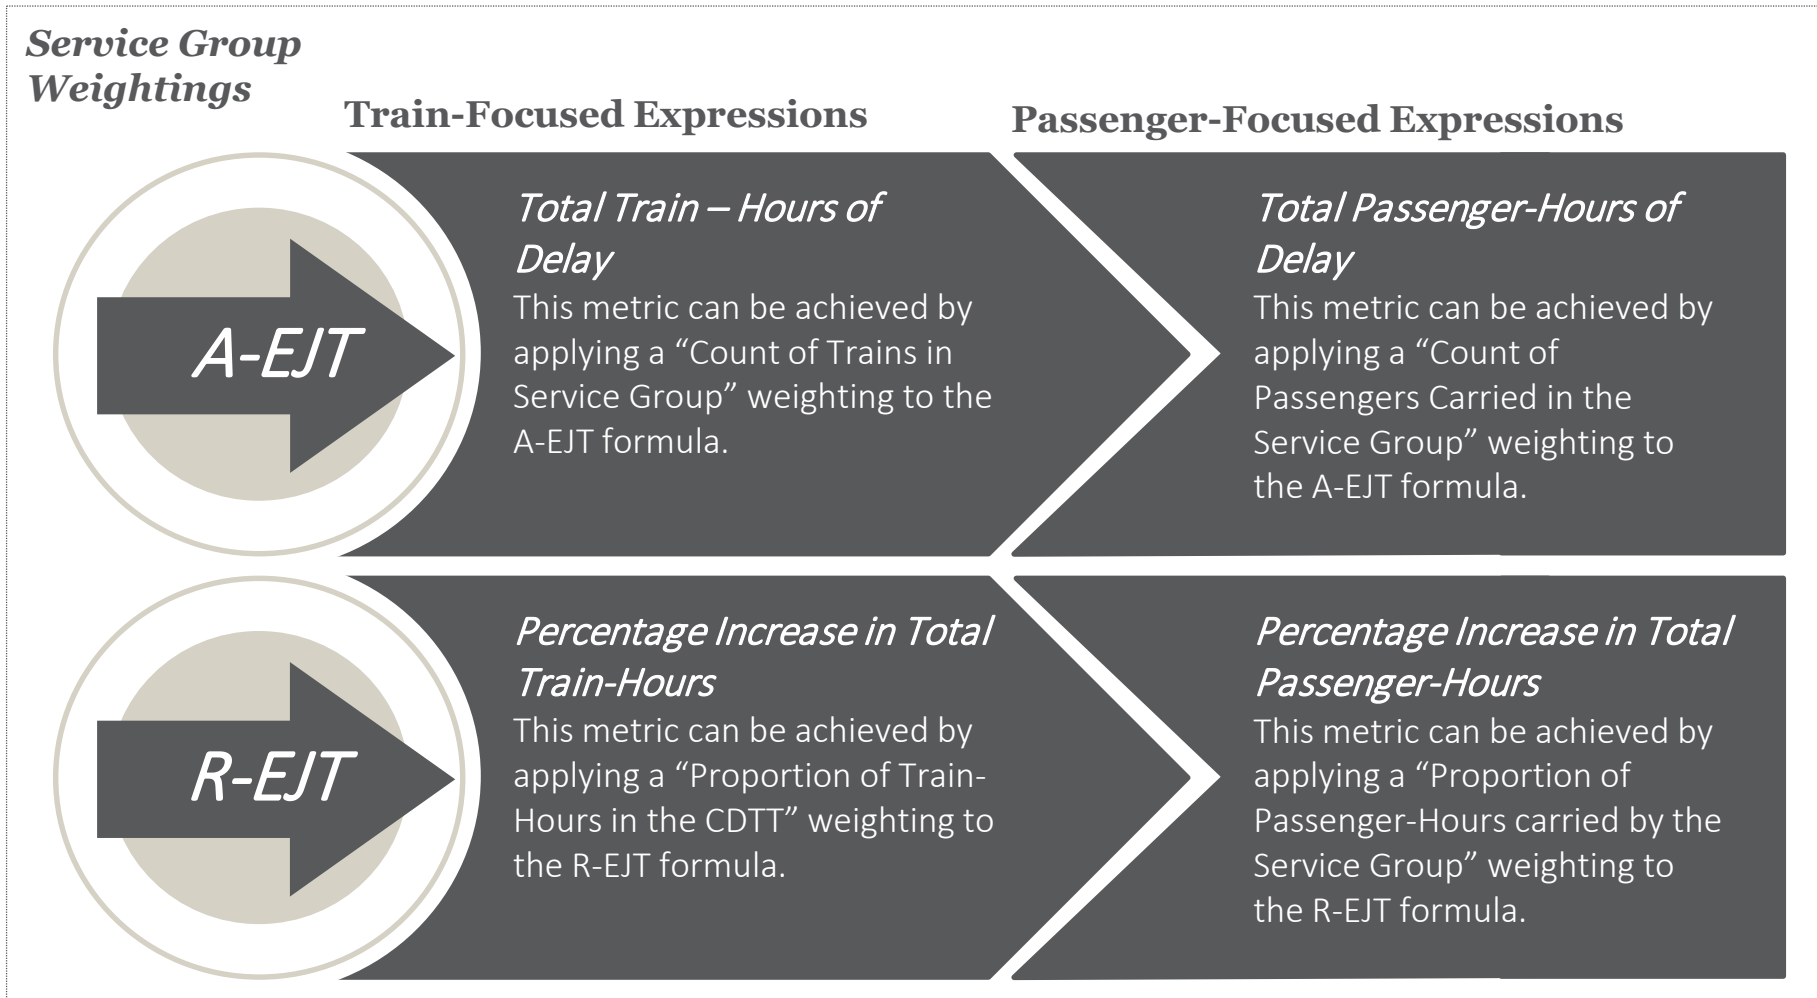 Service Group
Weightings
Train-Focused Expressions
Passenger-Focused Expressions
A-EJT
Total Train – Hours of
Delay
This metric can be achieved by
applying a “Count of Trains in
Service Group” weighting to the
A-EJT formula.
Total Passenger-Hours of
Delay
This metric can be achieved by
applying a “Count of
Passengers Carried in the
Service Group” weighting to
the A-EJT formula.
R-EJT
Percentage Increase in Total
Train-Hours
This metric can be achieved by
applying a “Proportion of Train-
Hours in the CDTT” weighting to
the R-EJT formula.
Percentage Increase in Total
Passenger-Hours
This metric can be achieved by
applying a “Proportion of
Passenger-Hours carried by the
Service Group” weighting to
the R-EJT formula.